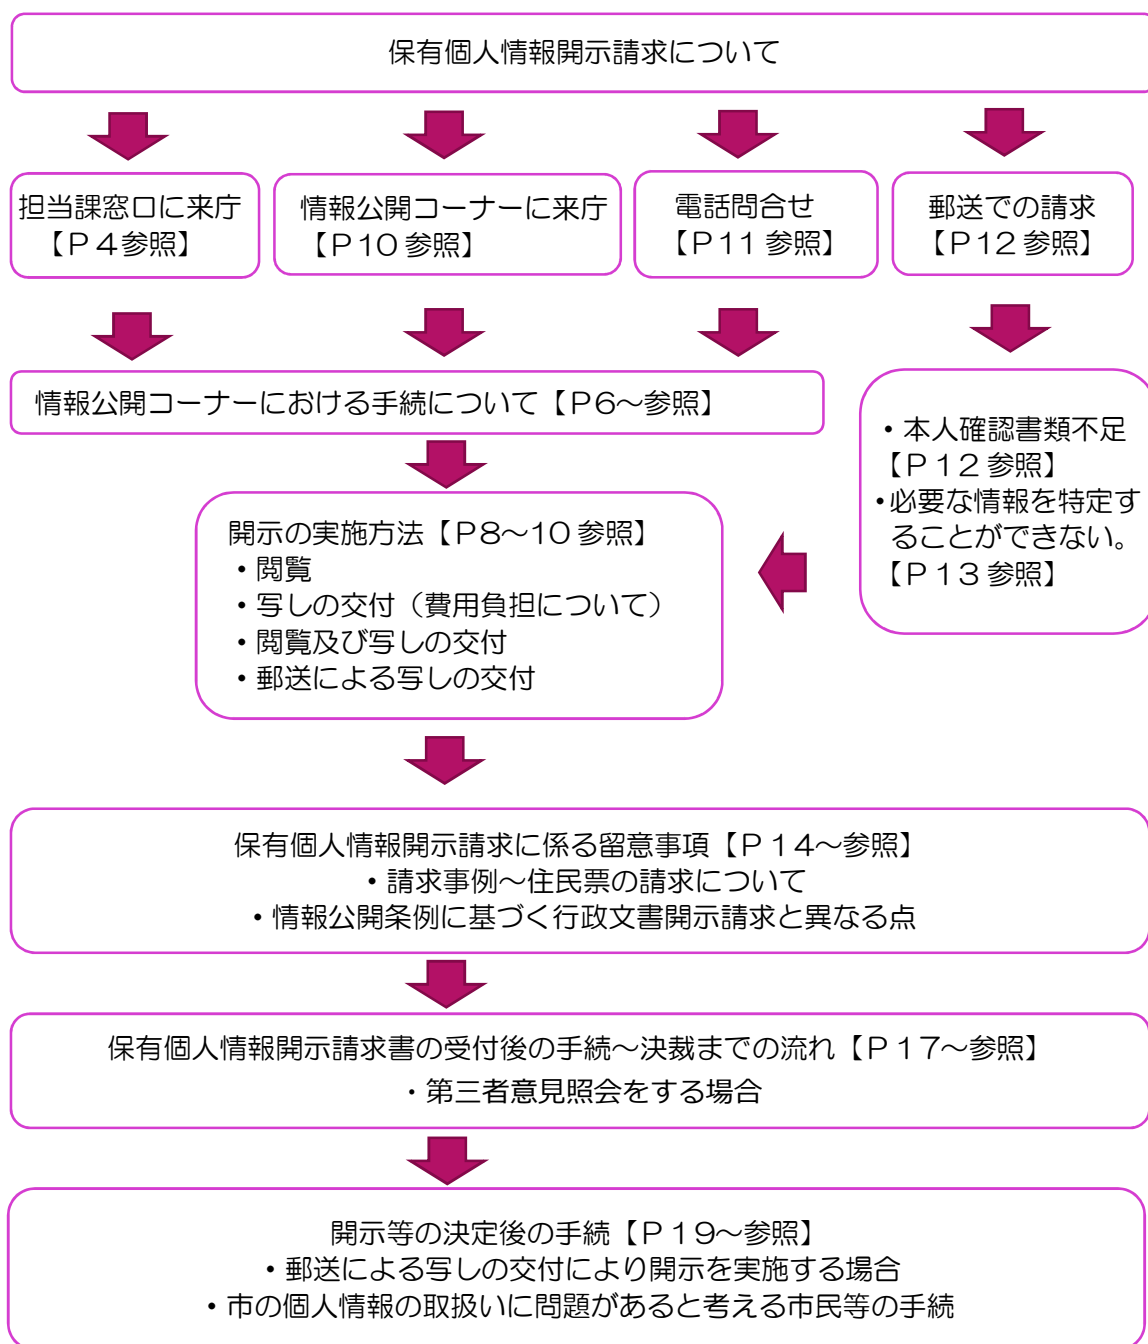 保有個人情報開示請求について
担当課窓口に来庁
【P４参照】
情報公開コーナーに来庁
【P10参照】
電話問合せ
【P11参照】
郵送での請求
【P12参照】
情報公開コーナーにおける手続について【P6～参照】
・本人確認書類不足
【P１２参照】
・必要な情報を特定す
ることができない。
【P１３参照】
開示の実施方法【P8～10参照】
・閲覧
・写しの交付（費用負担について）
・閲覧及び写しの交付
・郵送による写しの交付
保有個人情報開示請求に係る留意事項【P１４～参照】
・請求事例～住民票の請求について
・情報公開条例に基づく行政文書開示請求と異なる点
保有個人情報開示請求書の受付後の手続～決裁までの流れ【P１７～参照】
・第三者意見照会をする場合
開示等の決定後の手続【P１９～参照】
・郵送による写しの交付により開示を実施する場合
・市の個人情報の取扱いに問題があると考える市民等の手続